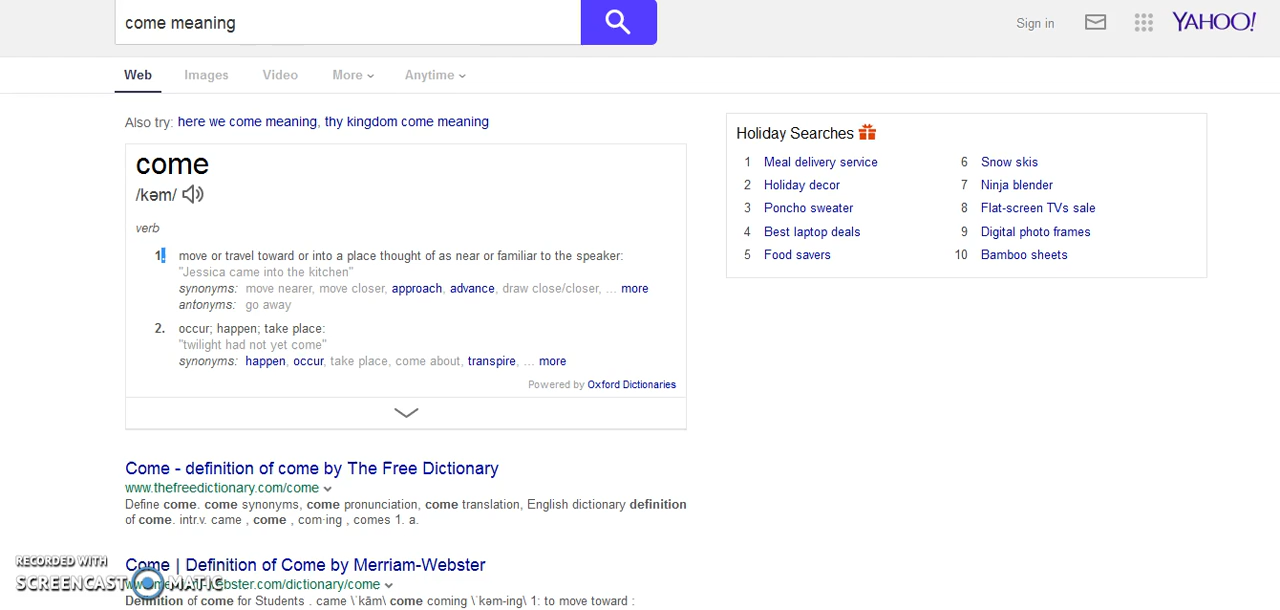 come meaning
Sign in
YAHOO!
Web Images Video More Anytime
Also try: here we come meaning, thy kingdom come meaning
come
/kəm/
verb
1. move or travel toward or into a place thought of as near or familiar to the speaker:
"Jessica came into the kitchen"
synonyms: move nearer, move closer, approach, advance, draw close/closer, ... more
antonyms: go away
2. occur; happen; take place:
"twilight had not yet come"
synonyms: happen, occur, take place, come about, transpire, ... more
Powered by Oxford Dictionaries
Holiday Searches
1 Meal delivery service
2 Holiday decor
3 Poncho sweater
4 Best laptop deals
5 Food savers
6 Snow skis
7 Ninja blender
8 Flat-screen TVs sale
9 Digital photo frames
10 Bamboo sheets
Come - definition of come by The Free Dictionary
www.thefreedictionary.com/come
Define come. come synonyms, come pronunciation, come translation, English dictionary definition
of come. intr.v. came , come , com·ing , comes 1. a.
Come | Definition of Come by Merriam-Webster
-webster.com/dictionary/come
Definition of come for Students . came \ˈkām\ come coming \ˈkəm-ing\ 1: to move toward :
RECORDED WITH
SCREENCAST MATIC